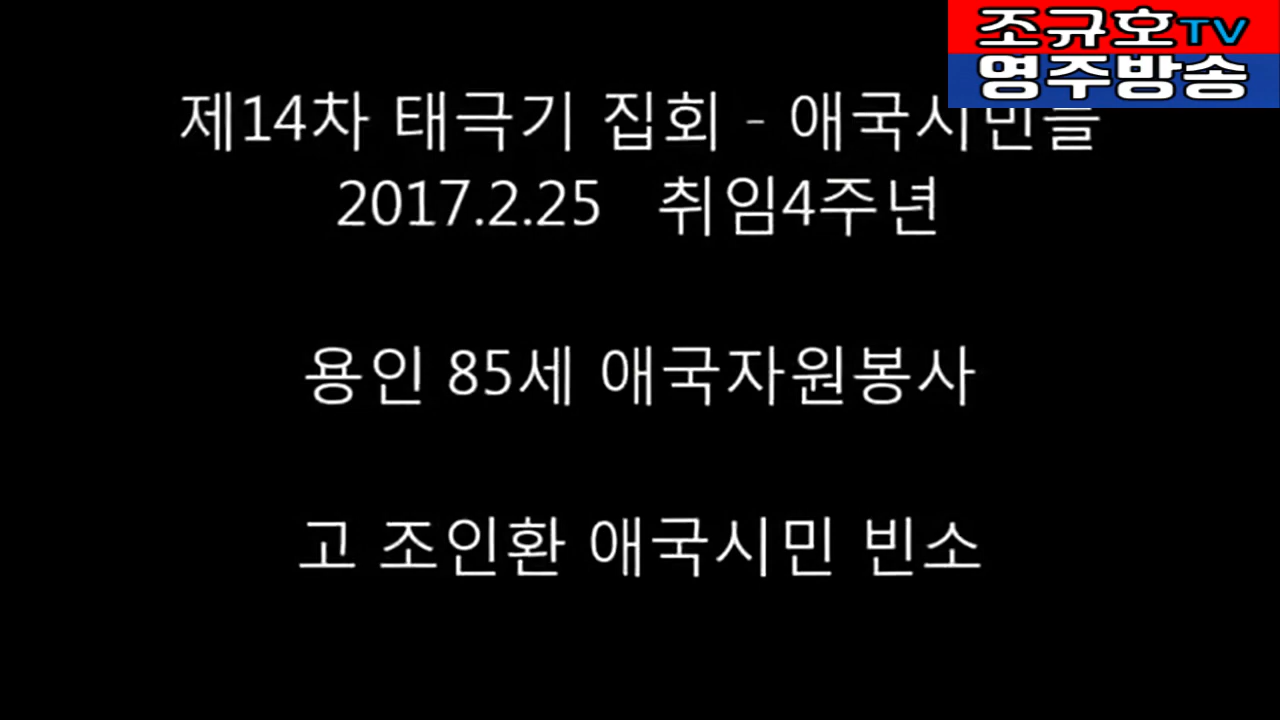 조규호TV
영주방송
제14차 태극기 집회 - 애국시민들
2017.2.25 취임4주년
용인 85세 애국자원봉사
고 조인환 애국시민 빈소